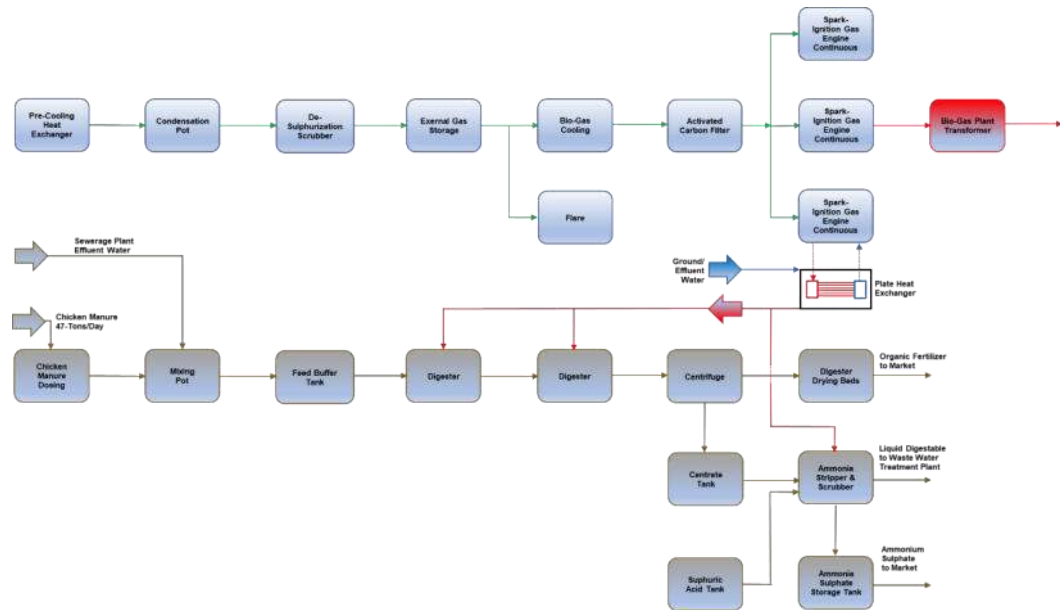 Spark-
Ignition Gas
Engine
Continuous
Pre-Cooling
Heat
Exchanger
Condensation
Pot
De-
Sulphurization
Scrubber
Exernal Gas
Storage
Bio-Gas
Cooling
Activated
Carbon Filter
Spark-
Ignition Gas
Engine
Continuous
Bio-Gas Plant
Transformer
Flare
Spark-
Ignition Gas
Engine
Continuous
Sewerage Plant
Effluent Water
Ground/
Effluent
Water
Plate Heat
Exchanger
Chicken Manure
47-Tons/Day
Chicken
Manure
Dosing
Mixing
Pot
Feed Buffer
Tank
Digester
Digester
Centrifuge
Digester
Drying Beds
Organic Fertilizer
to Market
Centrate
Tank
Ammonia
Stripper &
Scrubber
Liquid Digestable
to Waste Water
Treatment Plant
Suphuric
Acid Tank
Ammonia
Sulphate
Storage Tank
Ammonium
Sulphate
to Market